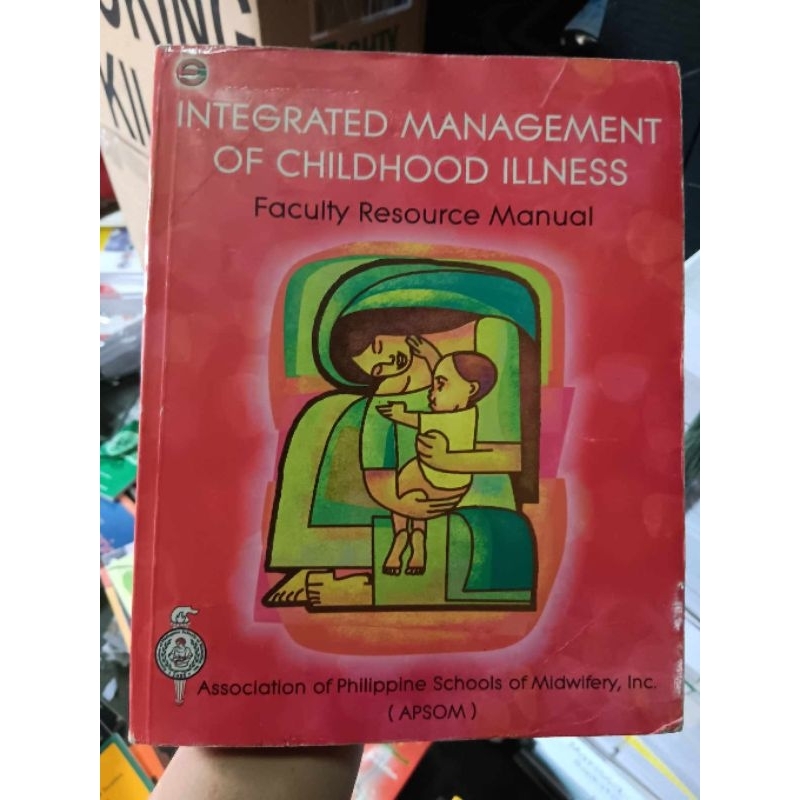 INTEGRATED MANAGEMENT
OF CHILDHOOD ILLNESS
Faculty Resource Manual
Association of Philippine Schools of Midwifery, Inc.
( APSOM )